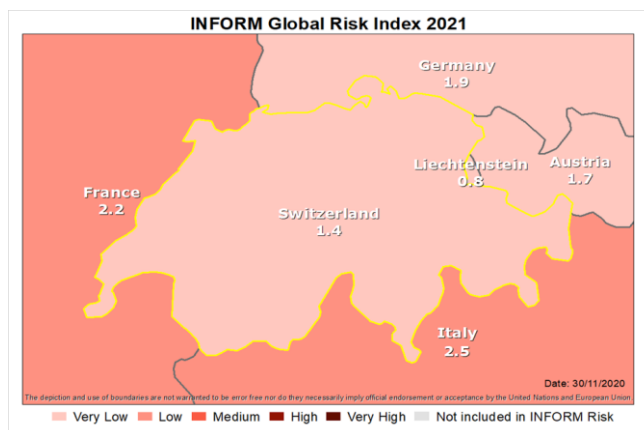 INFORM Global Risk Index 2021
Germany
1.9
Liechtenstein
0.8
Austria
1.7
France
2.2
Switzerland
1.4
Italy
2.5
Date: 30/11/2020
The depiction and use of boundaries are not warranted to be error free nor do they necessarily imply official endorsement or acceptance by the United Nations and European Union.
Very Low Low Medium High Very High Not included in INFORM Risk